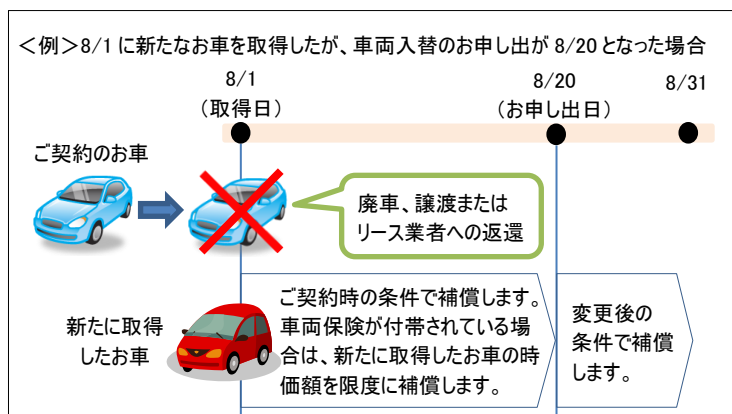 ＜例＞8/1に新たなお車を取得したが、車両入替のお申し出が8/20となった場合
8/1
（取得日）
8/20
（お申し出日）
8/31
ご契約のお車
廃車、譲渡または
リース業者への返還
新たに取得
したお車
ご契約時の条件で補償します。
車両保険が付帯されている場
合は、新たに取得したお車の時
価額を限度に補償します。
変更後の
条件で補償
します。